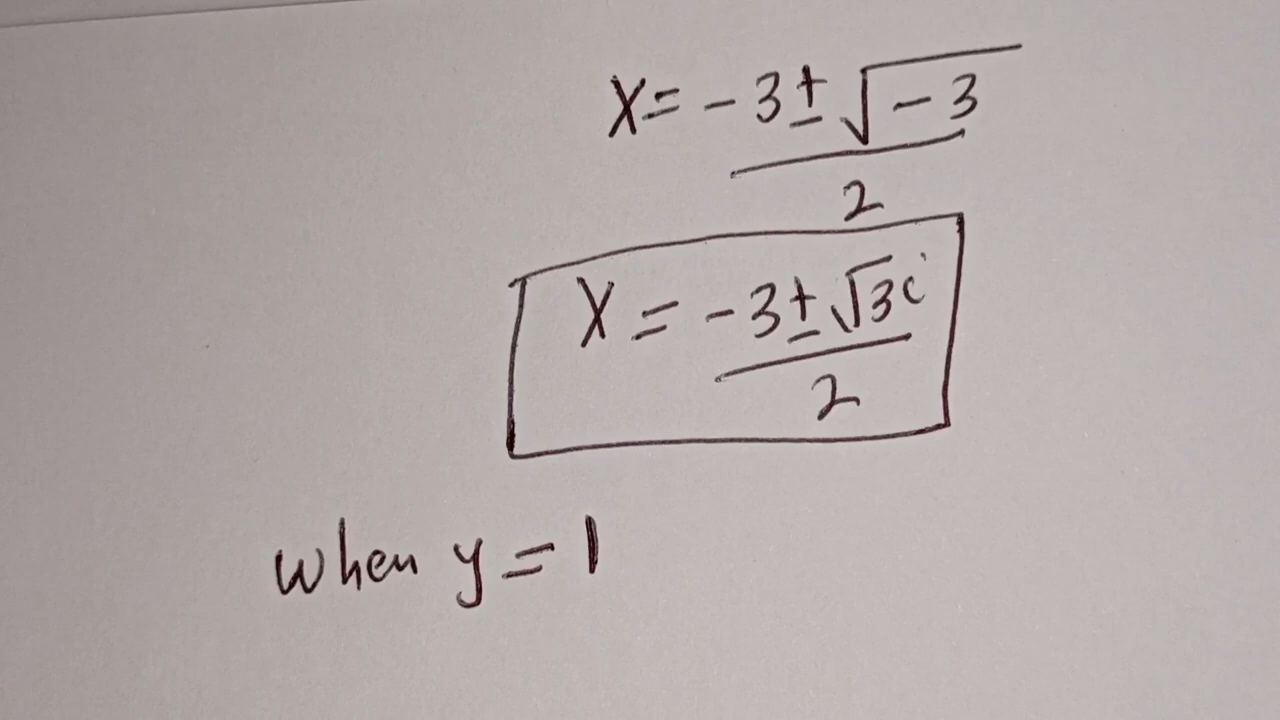 X = -3 ± √-3
2
X = -3 ± √3i
2
When y = 1